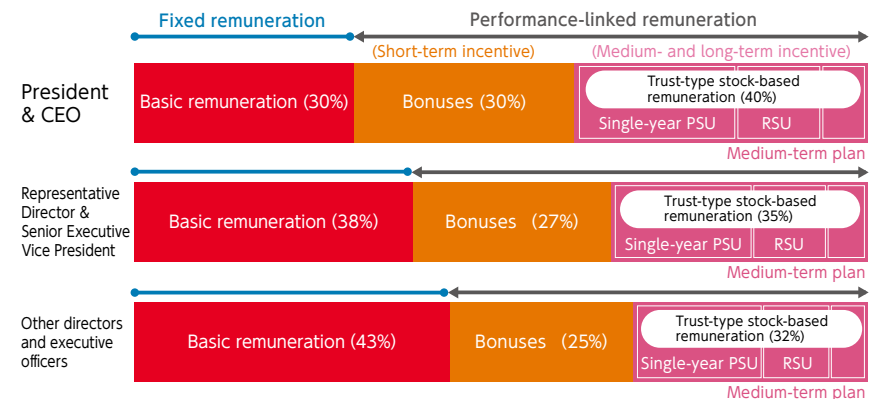 Fixed remuneration
Performance-linked remuneration
(Short-term incentive)
(Medium- and long-term incentive)
President
& CEO
Basic remuneration (30%)
Bonuses (30%)
Trust-type stock-based
remuneration (40%)
Single-year PSU
RSU
Medium-term plan
Representative
Director &
Senior Executive
Vice President
Basic remuneration (38%)
Bonuses (27%)
Trust-type stock-based
remuneration (35%)
Single-year PSU
RSU
Medium-term plan
Other directors
and executive
officers
Basic remuneration (43%)
Bonuses (25%)
Trust-type stock-based
remuneration (32%)
Single-year PSU
RSU
Medium-term plan